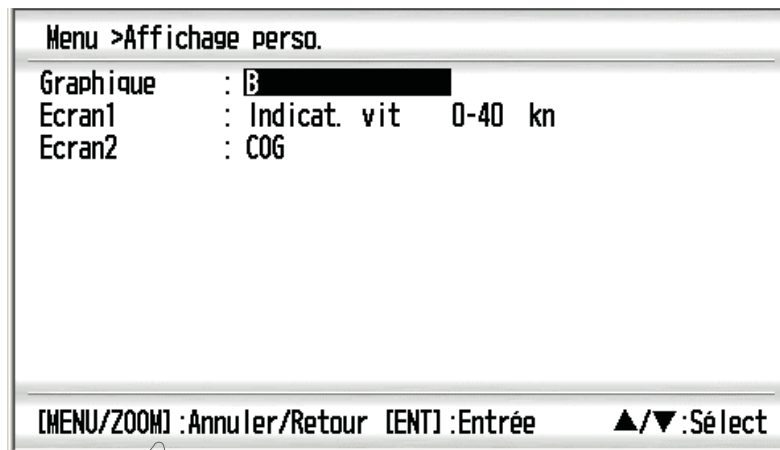 Menu >Affichage perso.
Graphique : B
Ecran1 : Indicat. vit 0-40 kn
Ecran2 : COG
[MENU/ZOOM] :Annuler/Retour [ENT] :Entrée ▲/▼:Sélect